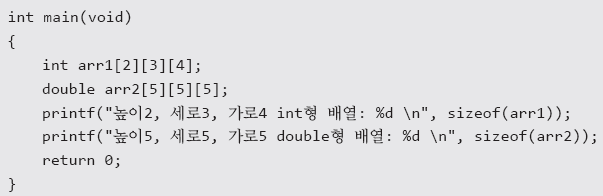 int main(void)
{
    int arr1[2][3][4];
    double arr2[5][5][5];
    printf("높이2, 세로3, 가로4 int형 배열: %d \n", sizeof(arr1));
    printf("높이5, 세로5, 가로5 double형 배열: %d \n", sizeof(arr2));
    return 0;
}